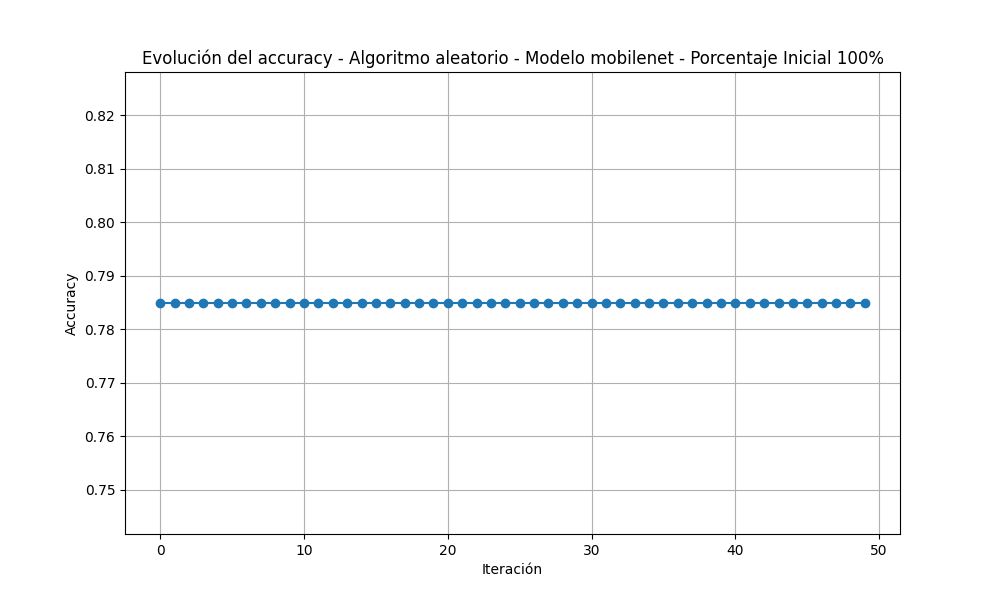 Evolución del accuracy - Algoritmo aleatorio - Modelo mobilenet - Porcentaje Inicial 100%
0.82
0.81
0.80
0.79
0.78
0.77
0.76
0.75
Accuracy
0 10 20 30 40 50
Iteración